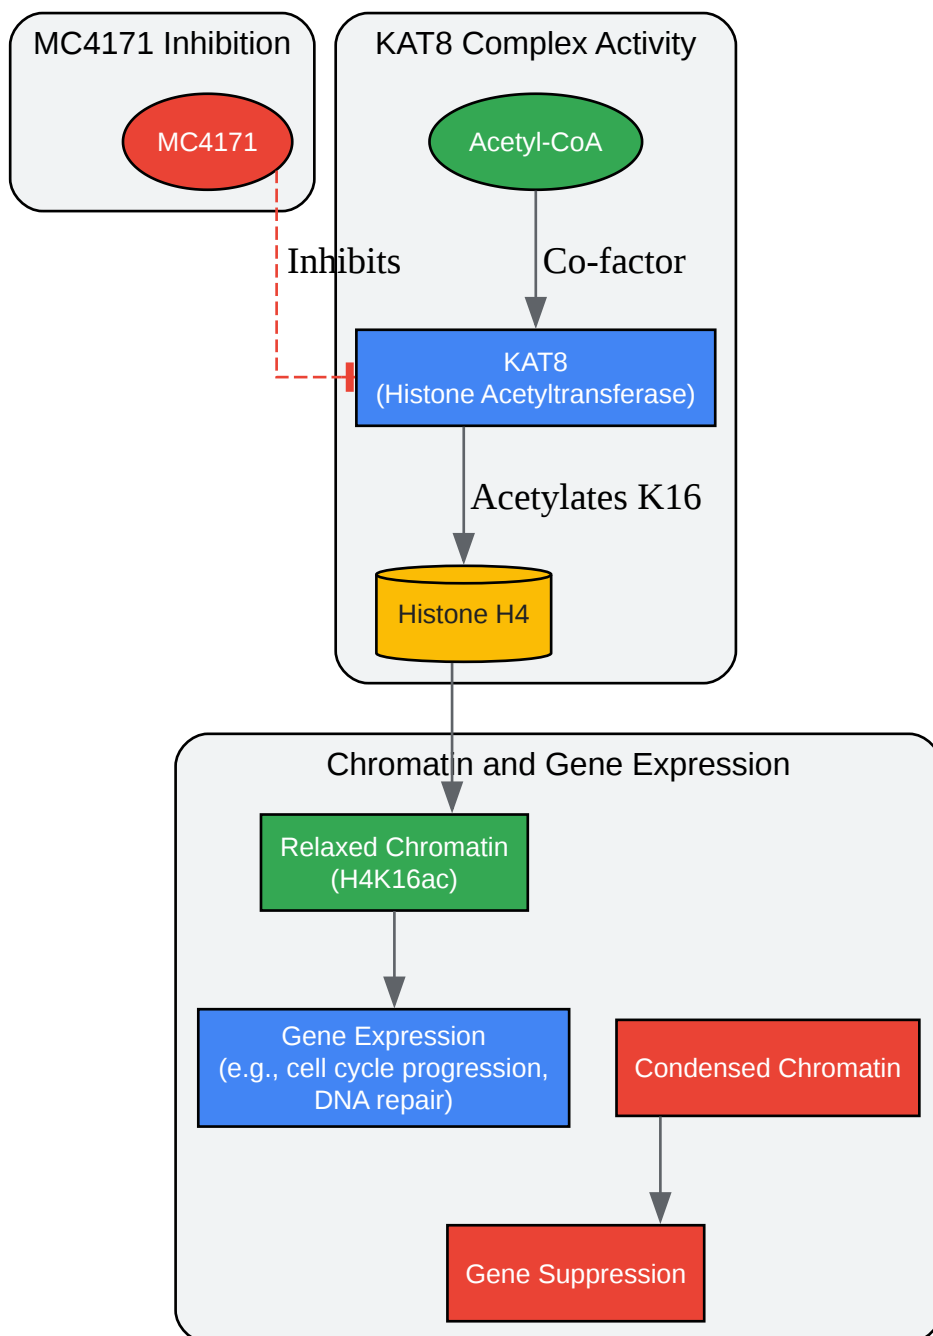 MC4171 Inhibition
KAT8 Complex Activity
MC4171
Acetyl-CoA
Inhibits
Co-factor
KAT8
(Histone Acetyltransferase)
Acetylates K16
Histone H4
Chromatin and Gene Expression
Relaxed Chromatin
(H4K16ac)
Gene Expression
(e.g., cell cycle progression,
DNA repair)
Condensed Chromatin
Gene Suppression